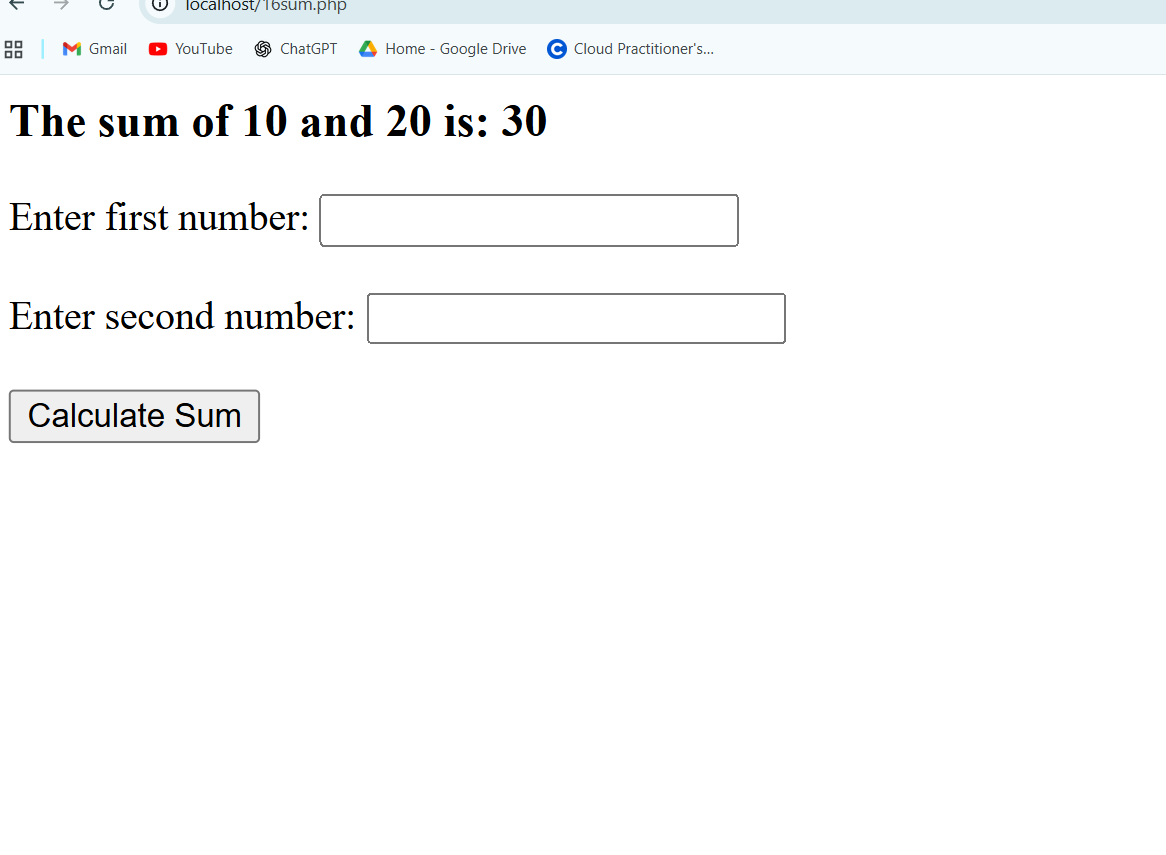 localhost/16sum.php
Gmail YouTube ChatGPT Home - Google Drive Cloud Practitioner's...
The sum of 10 and 20 is: 30
Enter first number:
Enter second number:
Calculate Sum